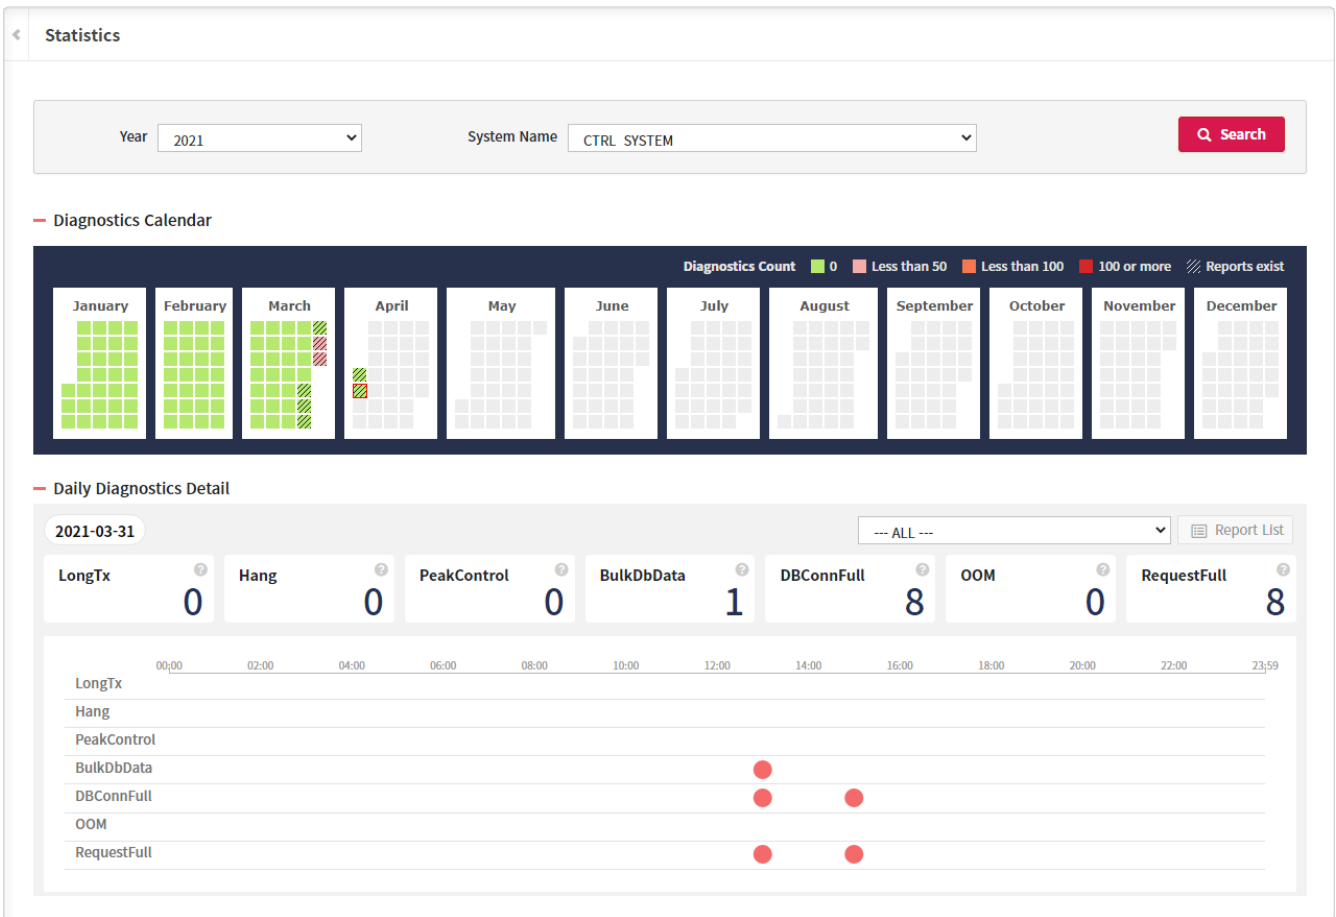 Statistics
Year 2021 System Name CTRL SYSTEM Search
Diagnostics Calendar
Diagnostics Count 0 Less than 50 Less than 100 100 or more Reports exist
January February March April May June July August September October November December
Daily Diagnostics Detail
2021-03-31 --- ALL --- Report List
LongTx ? Hang ? PeakControl ? BulkDbData ? DBConnFull ? OOM ? RequestFull ?
0 0 0 1 8 0 8
00:00 02:00 04:00 06:00 08:00 10:00 12:00 14:00 16:00 18:00 20:00 22:00 23:59
LongTx
Hang
PeakControl
BulkDbData
DBConnFull
OOM
RequestFull